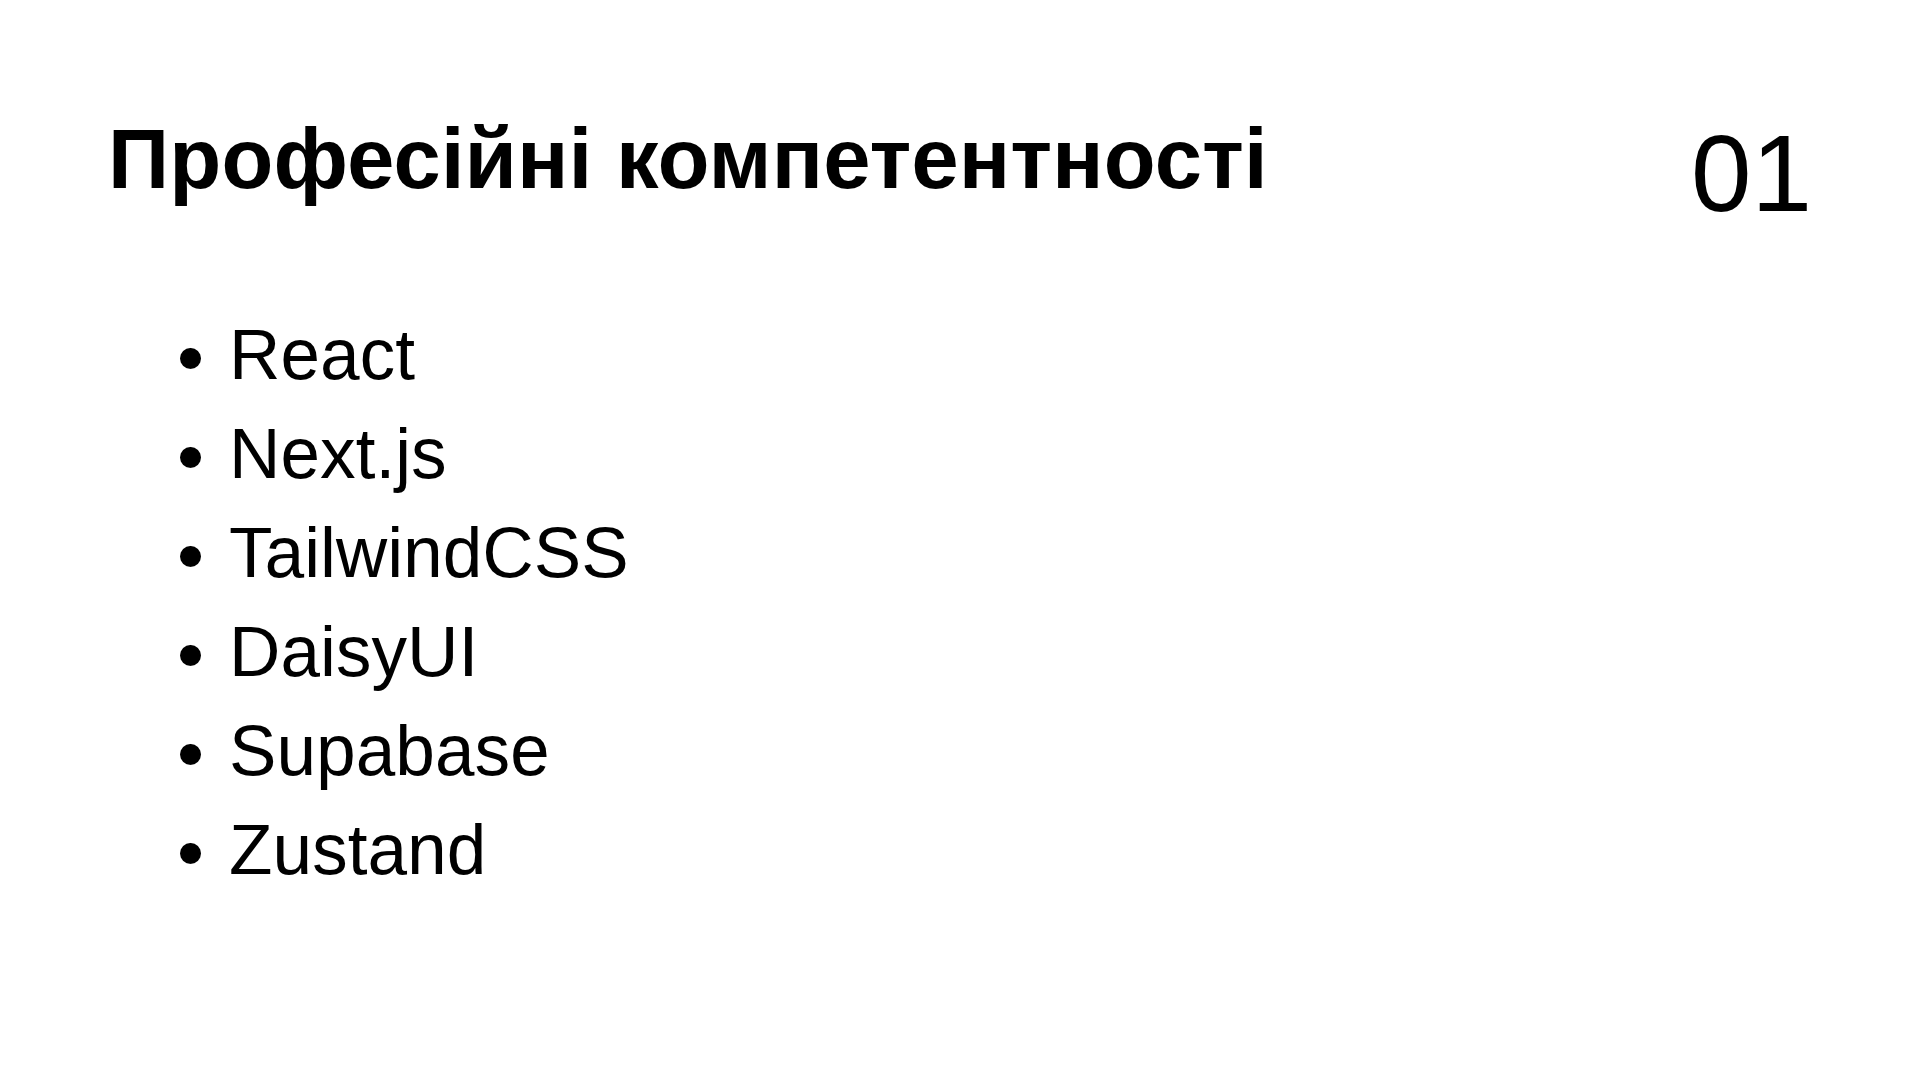 Професійні компетентності
01
• React
• Next.js
• TailwindCSS
• DaisyUI
• Supabase
• Zustand